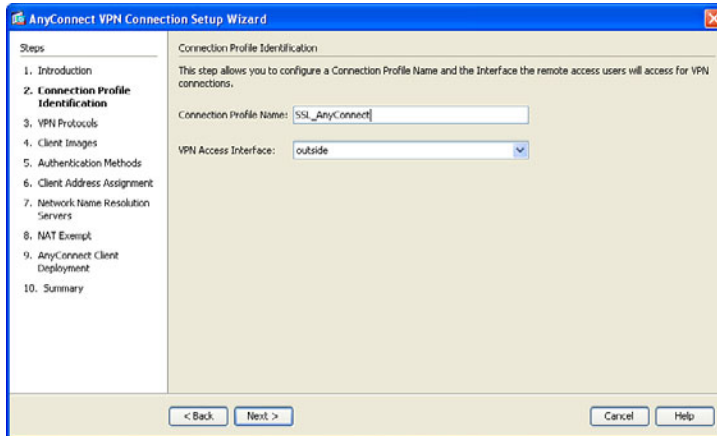 AnyConnect VPN Connection Setup Wizard
Steps
1. Introduction
2. Connection Profile
Identification
3. VPN Protocols
4. Client Images
5. Authentication Methods
6. Client Address Assignment
7. Network Name Resolution
Servers
8. NAT Exempt
9. AnyConnect Client
Deployment
10. Summary
Connection Profile Identification
This step allows you to configure a Connection Profile Name and the Interface the remote access users will access for VPN
connections.
Connection Profile Name: SSL_AnyConnect
VPN Access Interface: outside
< Back Next > Cancel Help